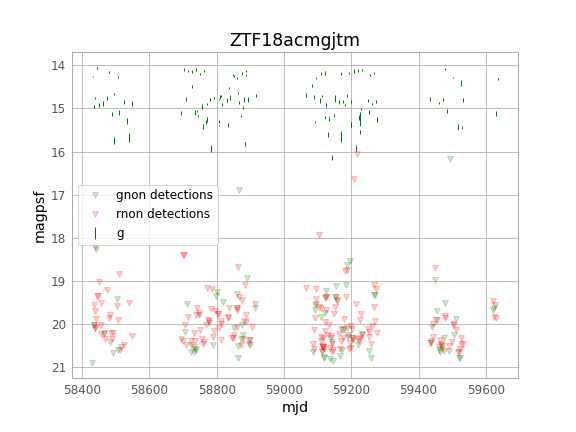 ZTF18acmgjtm
14
15
16
17
18
19
20
21
magpsf
gnon detections
rnon detections
g
58400 58600 58800 59000 59200 59400 59600
mjd